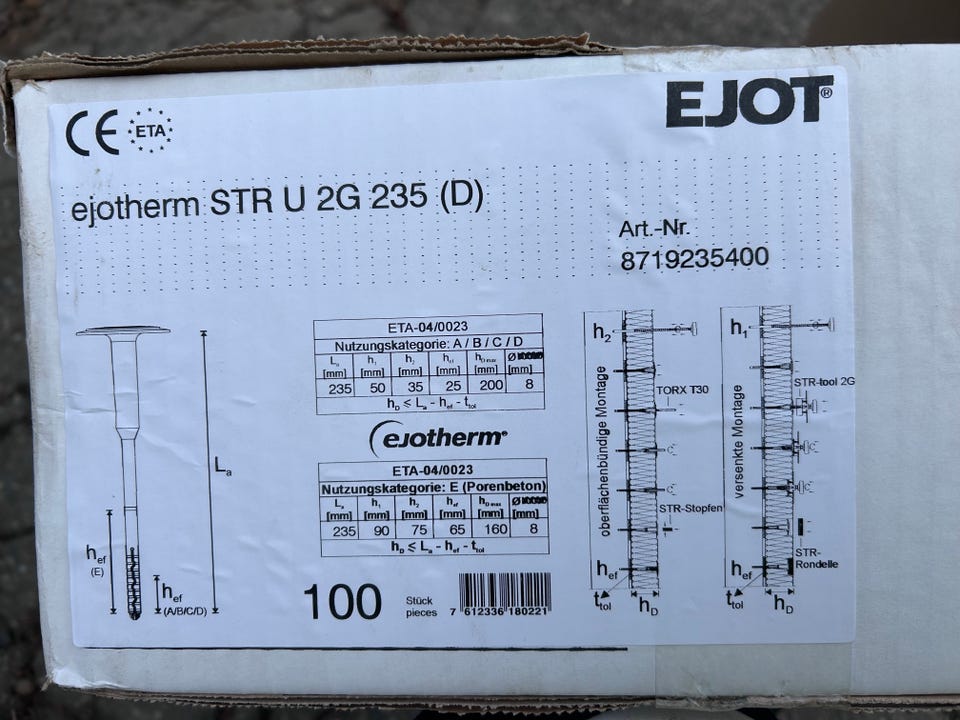 EJOT®
CE ETA
ejotherm STR U 2G 235 (D)
Art.-Nr.
8719235400
ETA-04/0023
Nutzungskategorie: A / B / C / D
La h1 h2 hef hDmax Ø
[mm] [mm] [mm] [mm] [mm] [mm]
235 50 35 25 200 8
hD ≤ La - hef - ttol
ejotherm®
ETA-04/0023
Nutzungskategorie: E (Porenbeton)
La h1 h2 hef hDmax Ø
[mm] [mm] [mm] [mm] [mm] [mm]
235 90 75 65 160 8
hD ≤ La - hef - ttol
La
hef
(E)
hef
(A/B/C/D)
100 Stück
pieces
7 612336 180221
h2
oberflächenbündige Montage
TORX T30
STR-Stopfen
hef
ttol
hD
h1
versenkte Montage
STR-tool 2G
STR-
Rondelle
hef
ttol
hD